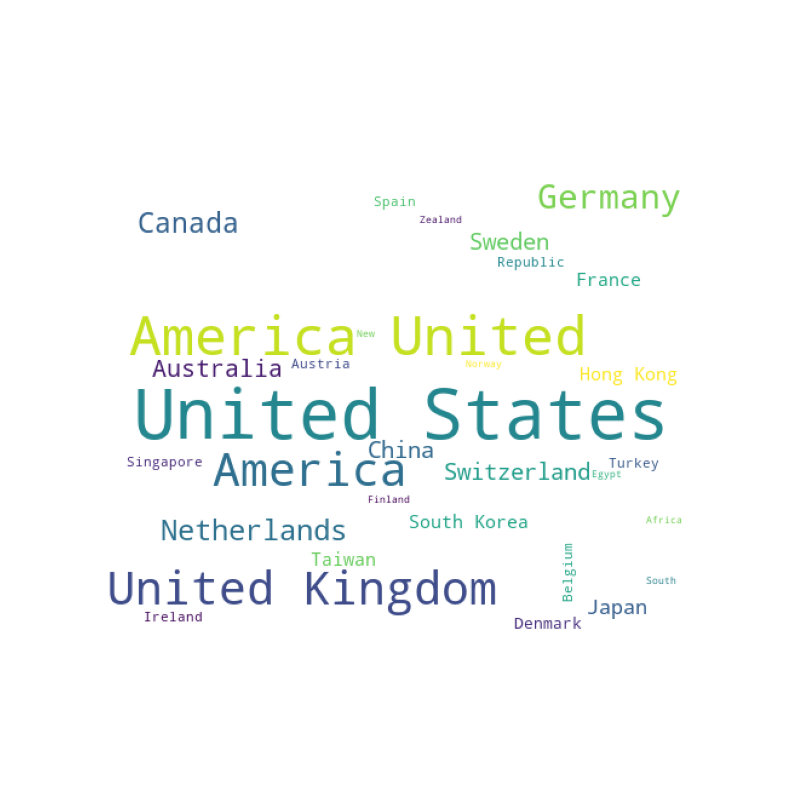 Germany
Spain
Canada
Zealand
Sweden
Republic
France
America United
New
Australia
Austria
Norway
Hong Kong
United States
China
Singapore
America
Switzerland
Turkey
Egypt
Finland
Netherlands
South Korea
Africa
Taiwan
Belgium
United Kingdom
South
Japan
Ireland
Denmark